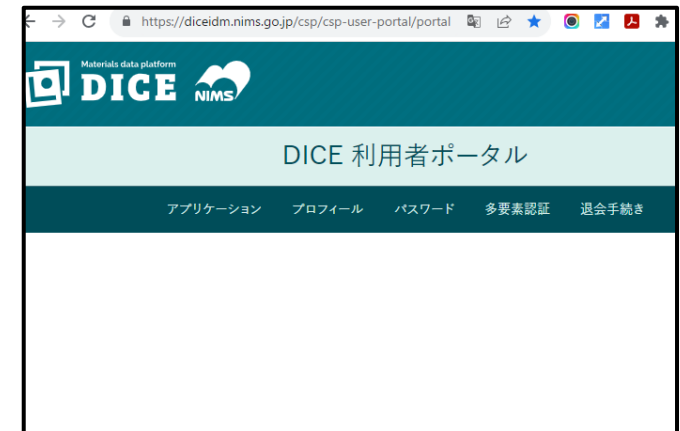 https://diceidm.nims.go.jp/csp/csp-user-portal/portal
Materials data platform
DICE
NIMS
DICE 利用者ポータル
アプリケーション プロフィール パスワード 多要素認証 退会手続き